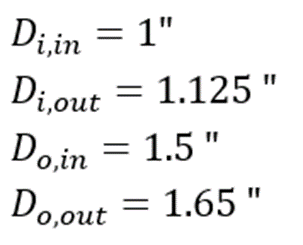 D_{i,in} = 1"
D_{i,out} = 1.125 "
D_{o,in} = 1.5 "
D_{o,out} = 1.65 "